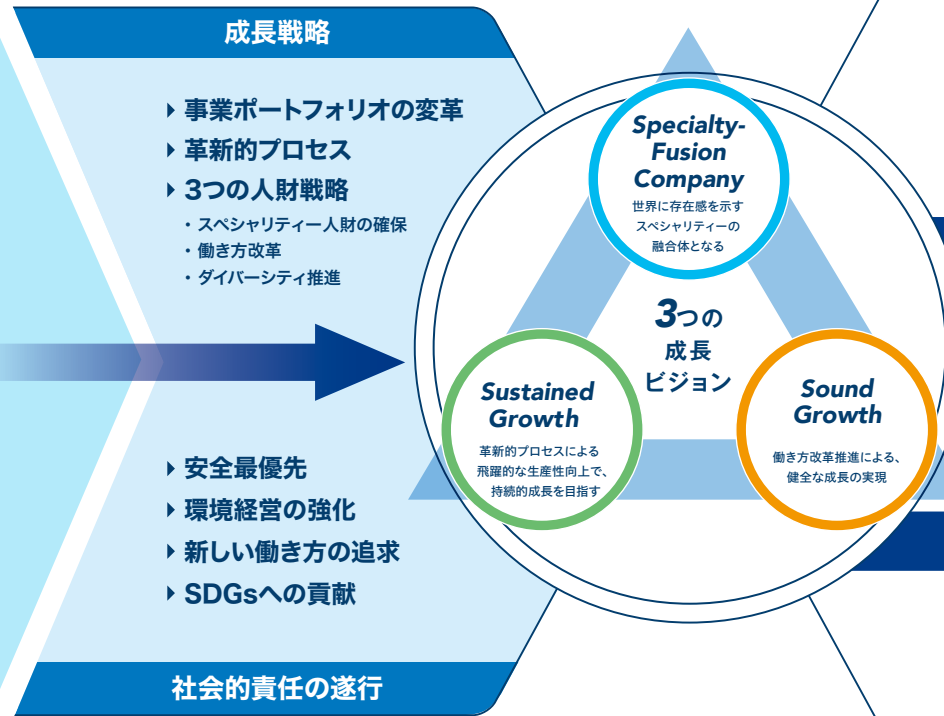 成長戦略
事業ポートフォリオの変革
革新的プロセス
3つの人財戦略
・スペシャリティー人財の確保
・働き方改革
・ダイバーシティ推進
安全最優先
環境経営の強化
新しい働き方の追求
SDGsへの貢献
社会的責任の遂行
Specialty-
Fusion
Company
世界に存在感を示す
スペシャリティーの
融合体となる
3つの
成長
ビジョン
Sustained
Growth
革新的プロセスによる
飛躍的な生産性向上で、
持続的成長を目指す
Sound
Growth
働き方改革推進による、
健全な成長の実現